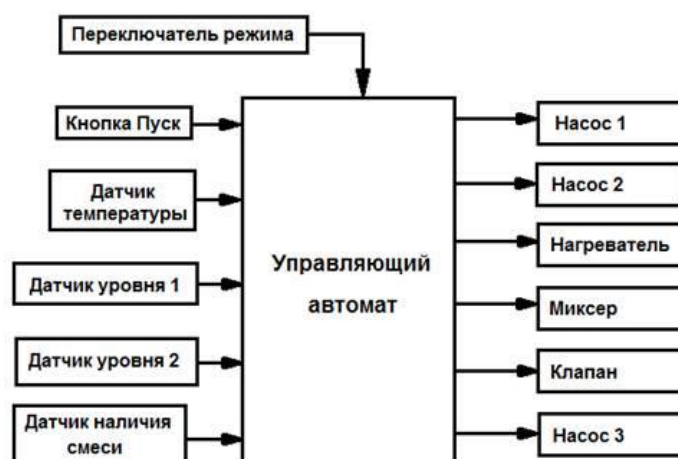 Переключатель режима
Кнопка Пуск
Датчик
температуры
Датчик уровня 1
Датчик уровня 2
Датчик наличия
смеси
Управляющий
автомат
Насос 1
Насос 2
Нагреватель
Миксер
Клапан
Насос 3